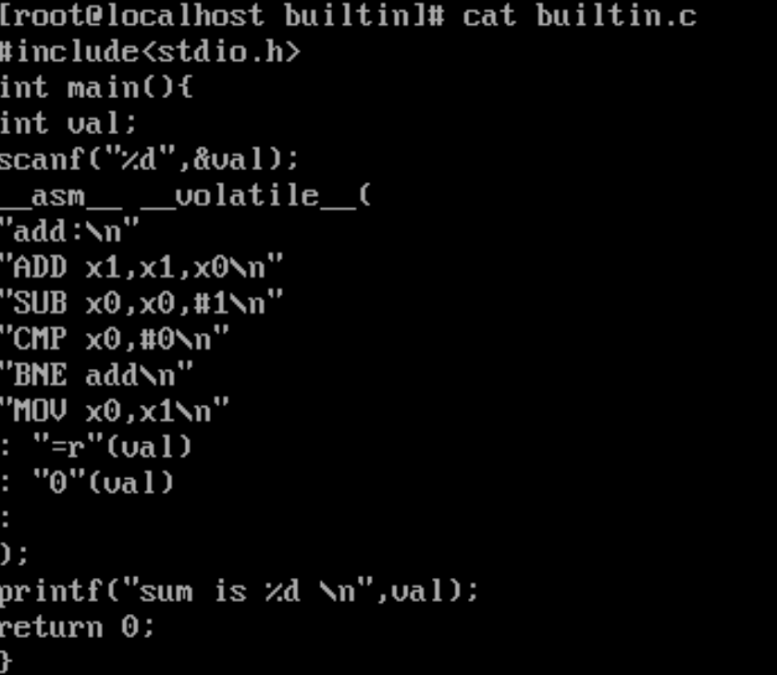 [root@localhost builtin]# cat builtin.c
#include<stdio.h>
int main(){
int val;
scanf("%d",&val);
__asm__ __volatile__(
"add:\n"
"ADD x1,x1,x0\n"
"SUB x0,x0,#1\n"
"CMP x0,#0\n"
"BNE add\n"
"MOV x0,x1\n"
: "=r"(val)
: "0"(val)
:
);
printf("sum is %d \n",val);
return 0;
}